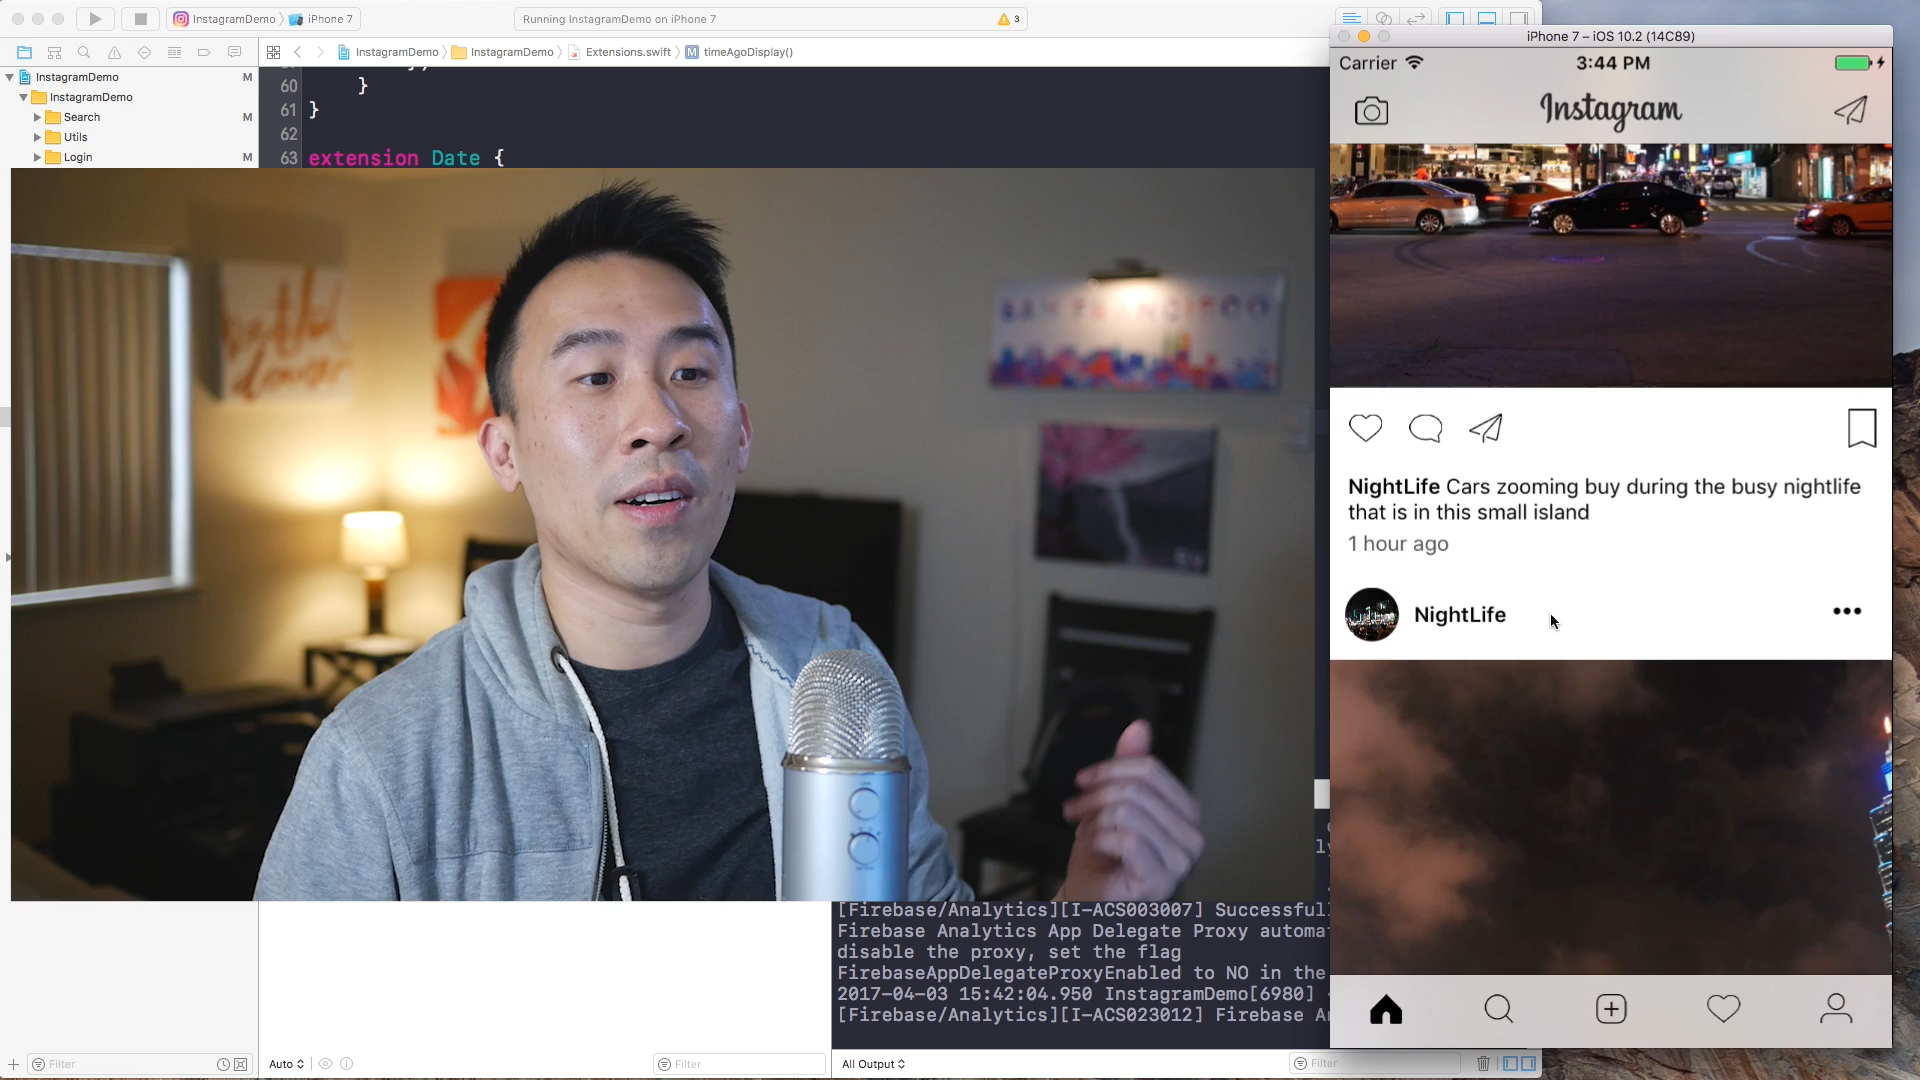 InstagramDemo
iPhone 7
Running InstagramDemo on iPhone 7
3
InstagramDemo
InstagramDemo
Extensions.swift
M
timeAgoDisplay()
InstagramDemo
M
InstagramDemo
Search
M
Utils
Login
M
60 }
61 }
62
63 extension Date {
SAN FRANCISCO
[Firebase/Analytics][I-ACS003007] Successful
Firebase Analytics App Delegate Proxy automa
disable the proxy, set the flag
FirebaseAppDelegateProxyEnabled to NO in the
2017-04-03 15:42:04.950 InstagramDemo[6980]
[Firebase/Analytics][I-ACS023012] Firebase A
Filter
Auto
Filter
All Output
Filter
iPhone 7 – iOS 10.2 (14C89)
Carrier
3:44 PM
Instagram
NightLife Cars zooming buy during the busy nightlife
that is in this small island
1 hour ago
NightLife